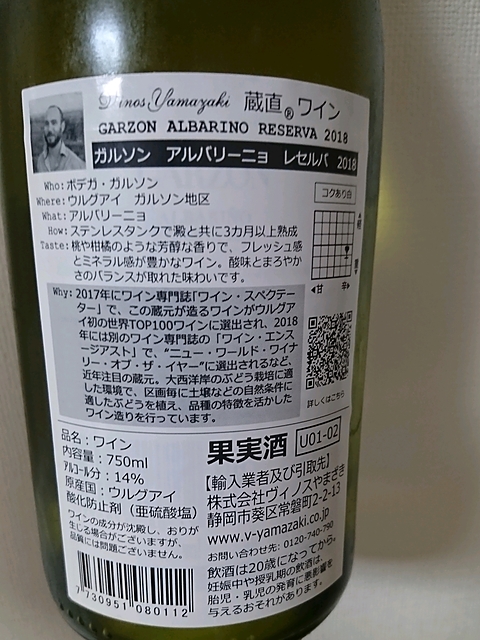 Vinos Yamazaki 蔵直®ワイン
GARZON ALBARINO RESERVA 2018
ガルソン アルバリーニョ レセルバ 2018
Who: ボデガ・ガルソン
Where: ウルグアイ ガルソン地区
What: アルバリーニョ
How: ステンレスタンクで澱と共に3カ月以上熟成
Taste: 桃や柑橘のような芳醇な香りで、フレッシュ感
とミネラル感が豊かなワイン。酸味とまろやか
さのバランスが取れた味わいです。
コクあり白
軽
重
◀甘 辛▶
Why: 2017年にワイン専門誌「ワイン・スペクテー
ター」で、この蔵元が造るワインがウルグア
イ初の世界TOP100ワインに選出され、2018
年には別のワイン専門誌の「ワイン・エンス
ージアスト」で、“ニュー・ワールド・ワイナ
リー・オブ・ザ・イヤー”に選出されるなど、
近年注目の蔵元。大西洋岸のぶどう栽培に適
した環境で、区画毎に土壌などの自然条件に
適したぶどうを植え、品種の特徴を活かした
ワイン造りを行っています。
詳しくはこちら
品名:ワイン
内容量:750ml
アルコール分:14%
原産国:ウルグアイ
酸化防止剤(亜硫酸塩)
ワインの成分が沈殿し、おりが
生じる場合がございますが、
品質には問題ございません。
7 730951 080112
果実酒 U01-02
【輸入業者及び引取先】
株式会社ヴィノスやまざき
静岡市葵区常磐町2-2-13
www.v-yamazaki.co.jp
お問い合わせ先:0120-740-790
飲酒は20歳になってから。
妊娠中や授乳期の飲酒は、
胎児・乳児の発育に悪影響を
与えるおそれがあります。